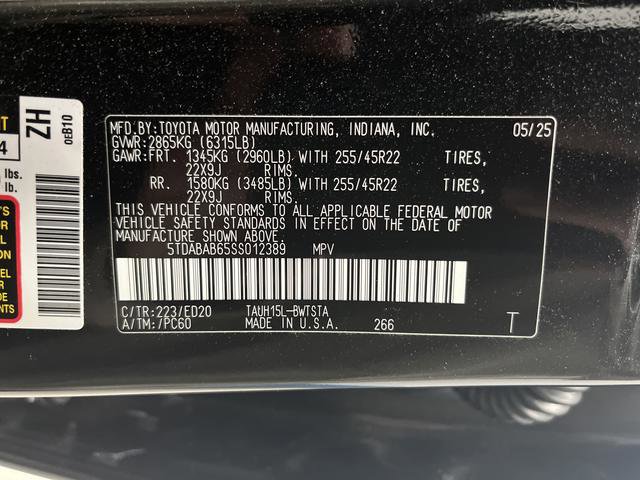 MFD.BY:TOYOTA MOTOR MANUFACTURING, INDIANA, INC. 05/25
GVWR:2865KG (6315LB)
GAWR:FRT. 1345KG (2960LB) WITH 255/45R22 TIRES,
22X9J RIMS.
RR. 1580KG (3485LB) WITH 255/45R22 TIRES,
22X9J RIMS.
THIS VEHICLE CONFORMS TO ALL APPLICABLE FEDERAL MOTOR
VEHICLE SAFETY STANDARDS IN EFFECT ON THE DATE OF
MANUFACTURE SHOWN ABOVE.
5TDABAB65SS012389 MPV
C/TR:223/ED20 TAUH15L-BWTSTA
A/TM:/PC60 MADE IN U.S.A. 266 T
ZH
0EB10
4
lbs.
lb.